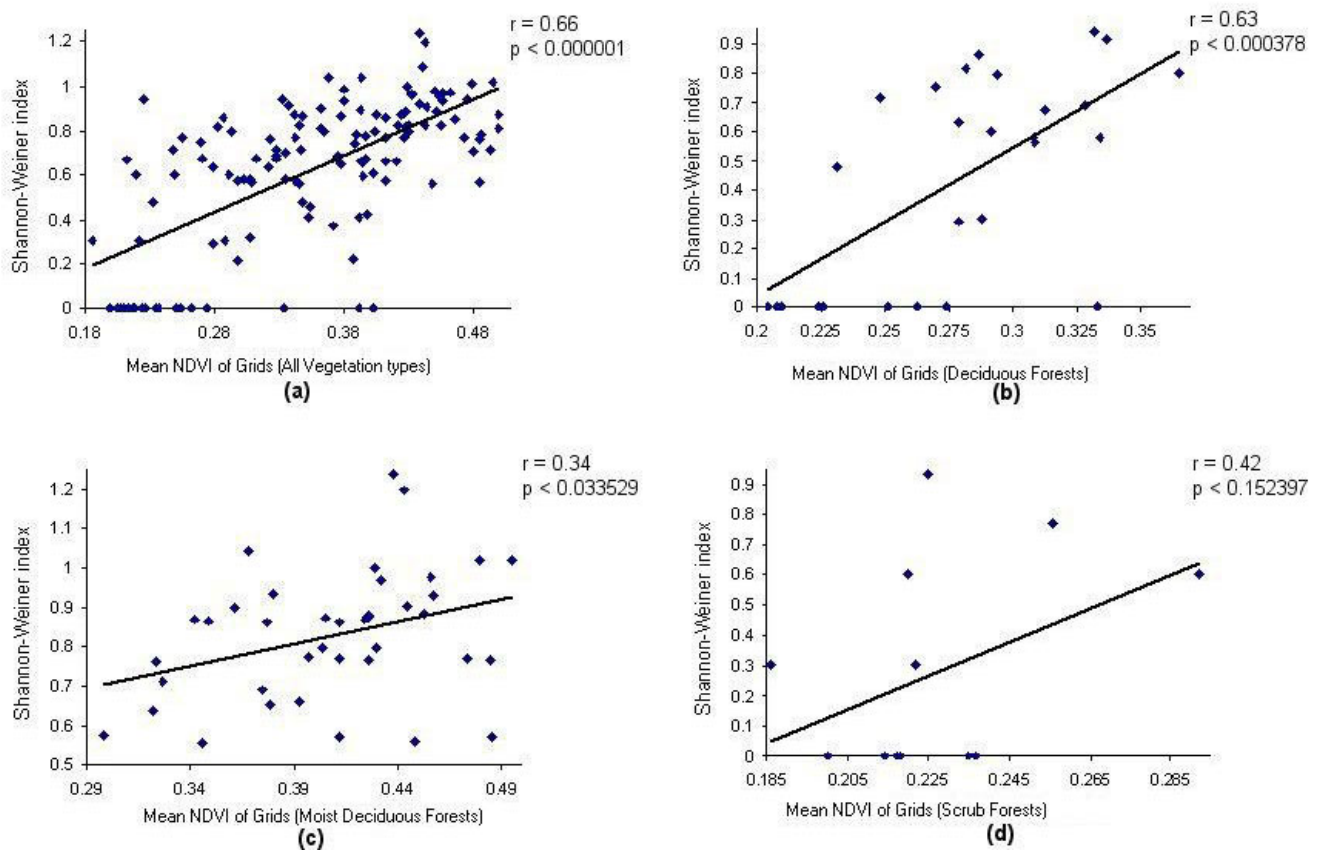 r = 0.66
p < 0.000001
Shannon-Weiner index
1.2
1
0.8
0.6
0.4
0.2
0
0.18 0.28 0.38 0.48
Mean NDVI of Grids (All Vegetation types)
(a)
r = 0.63
p < 0.000378
Shannon-Weiner index
0.9
0.8
0.7
0.6
0.5
0.4
0.3
0.2
0.1
0
0.2 0.225 0.25 0.275 0.3 0.325 0.35
Mean NDVI of Grids (Deciduous Forests)
(b)
r = 0.34
p < 0.033529
Shannon-Weiner index
1.2
1.1
1
0.9
0.8
0.7
0.6
0.5
0.29 0.34 0.39 0.44 0.49
Mean NDVI of Grids (Moist Deciduous Forests)
(c)
r = 0.42
p < 0.152397
Shannon-Weiner index
0.9
0.8
0.7
0.6
0.5
0.4
0.3
0.2
0.1
0
0.185 0.205 0.225 0.245 0.265 0.285
Mean NDVI of Grids (Scrub Forests)
(d)